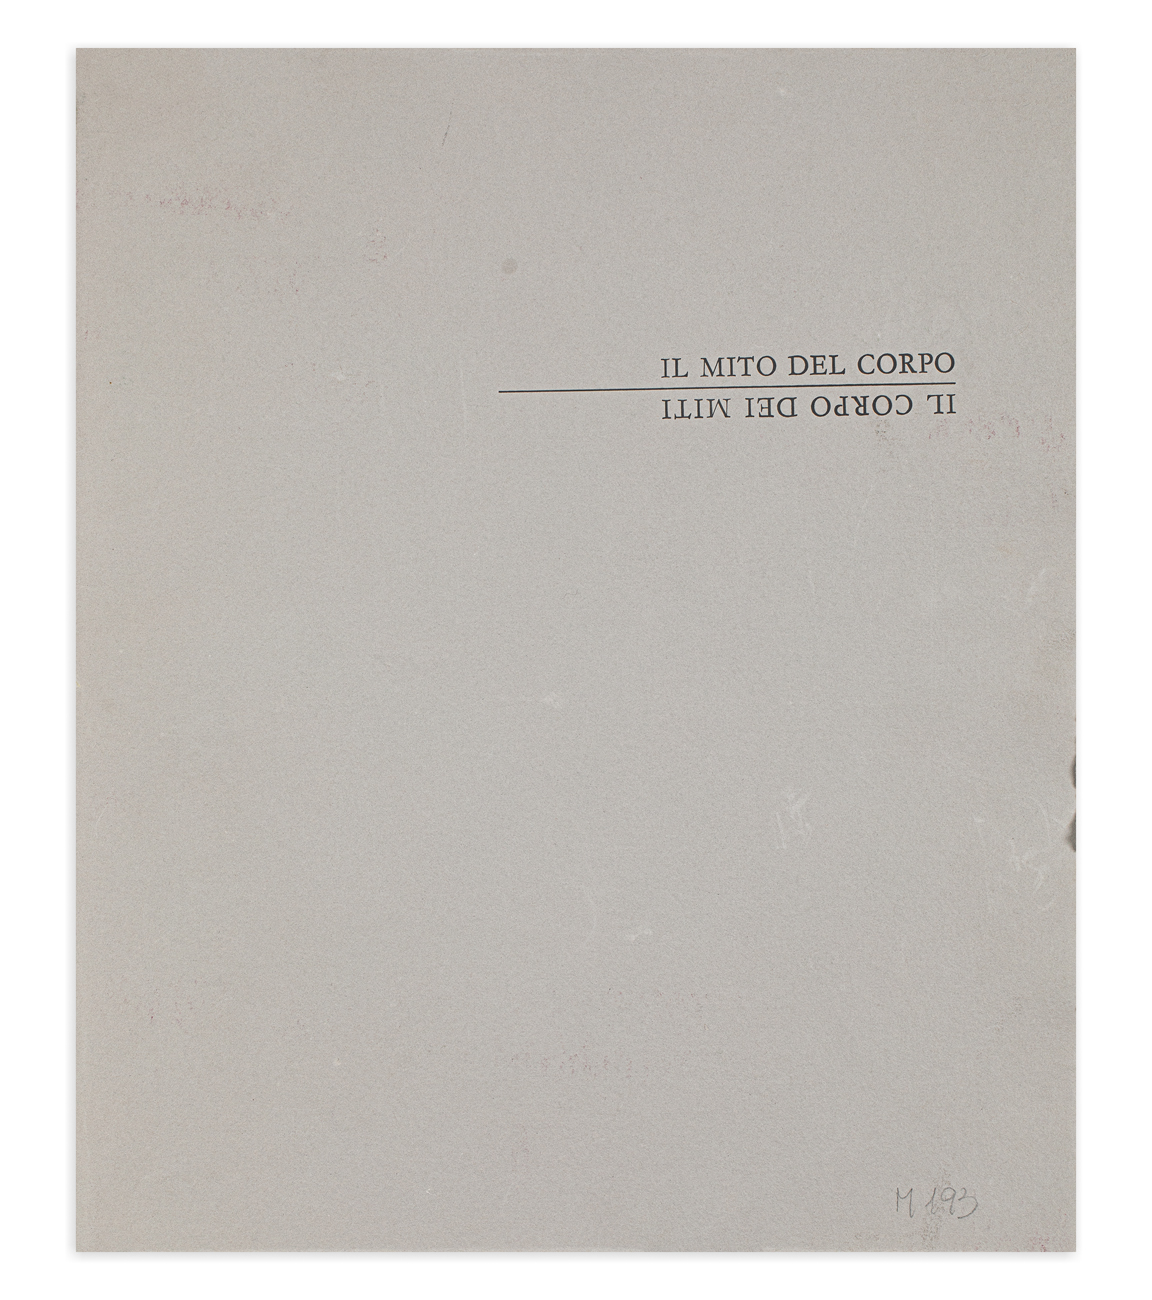 IL MITO DEL CORPO
IL CORPO DEI MITI
M 193